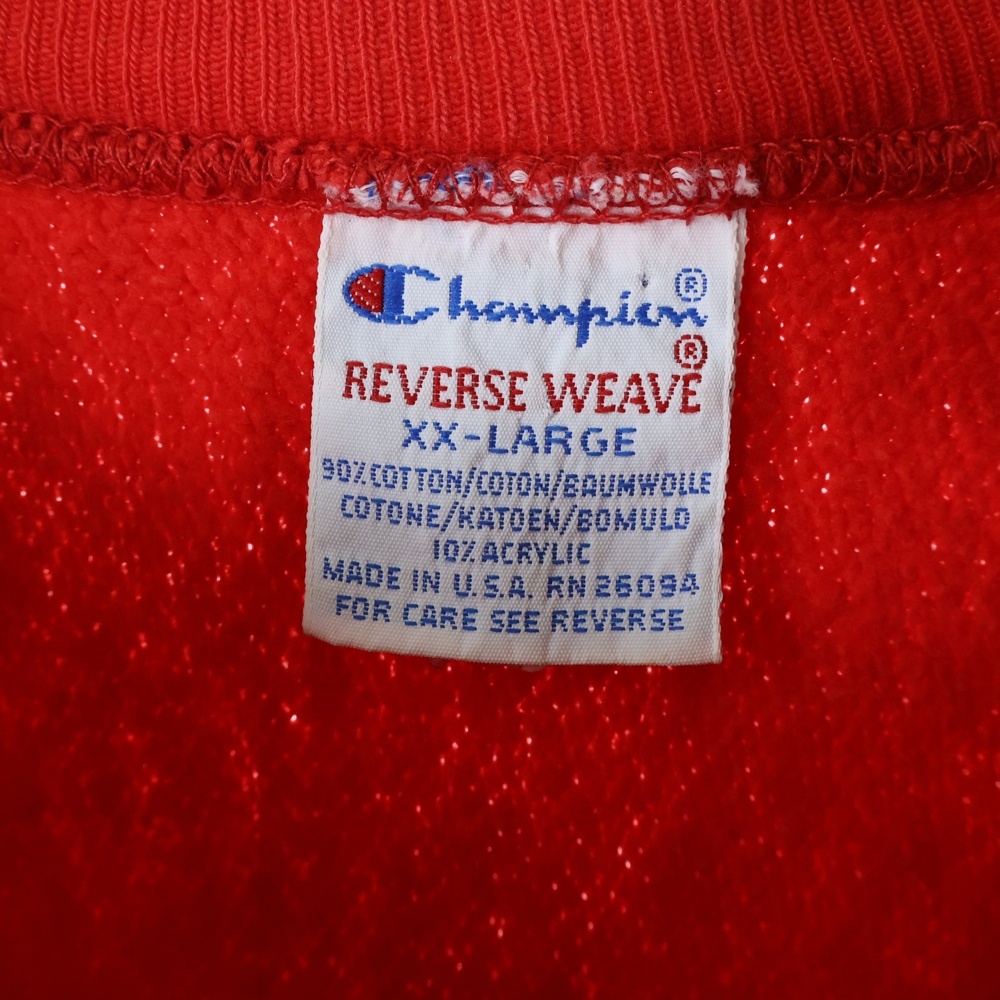 Champion®
REVERSE WEAVE®
XX-LARGE
90% COTTON/COTON/BAUMWOLLE
COTONE/KATOEN/BOMULD
10% ACRYLIC
MADE IN U.S.A. RN 26094
FOR CARE SEE REVERSE